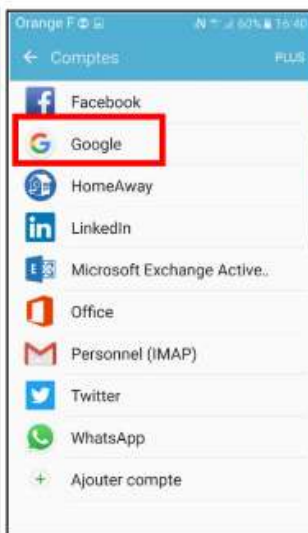 Orange F 60% 16:40
← Comptes PLUS
Facebook
Google
HomeAway
LinkedIn
Microsoft Exchange Active..
Office
Personnel (IMAP)
Twitter
WhatsApp
+ Ajouter compte